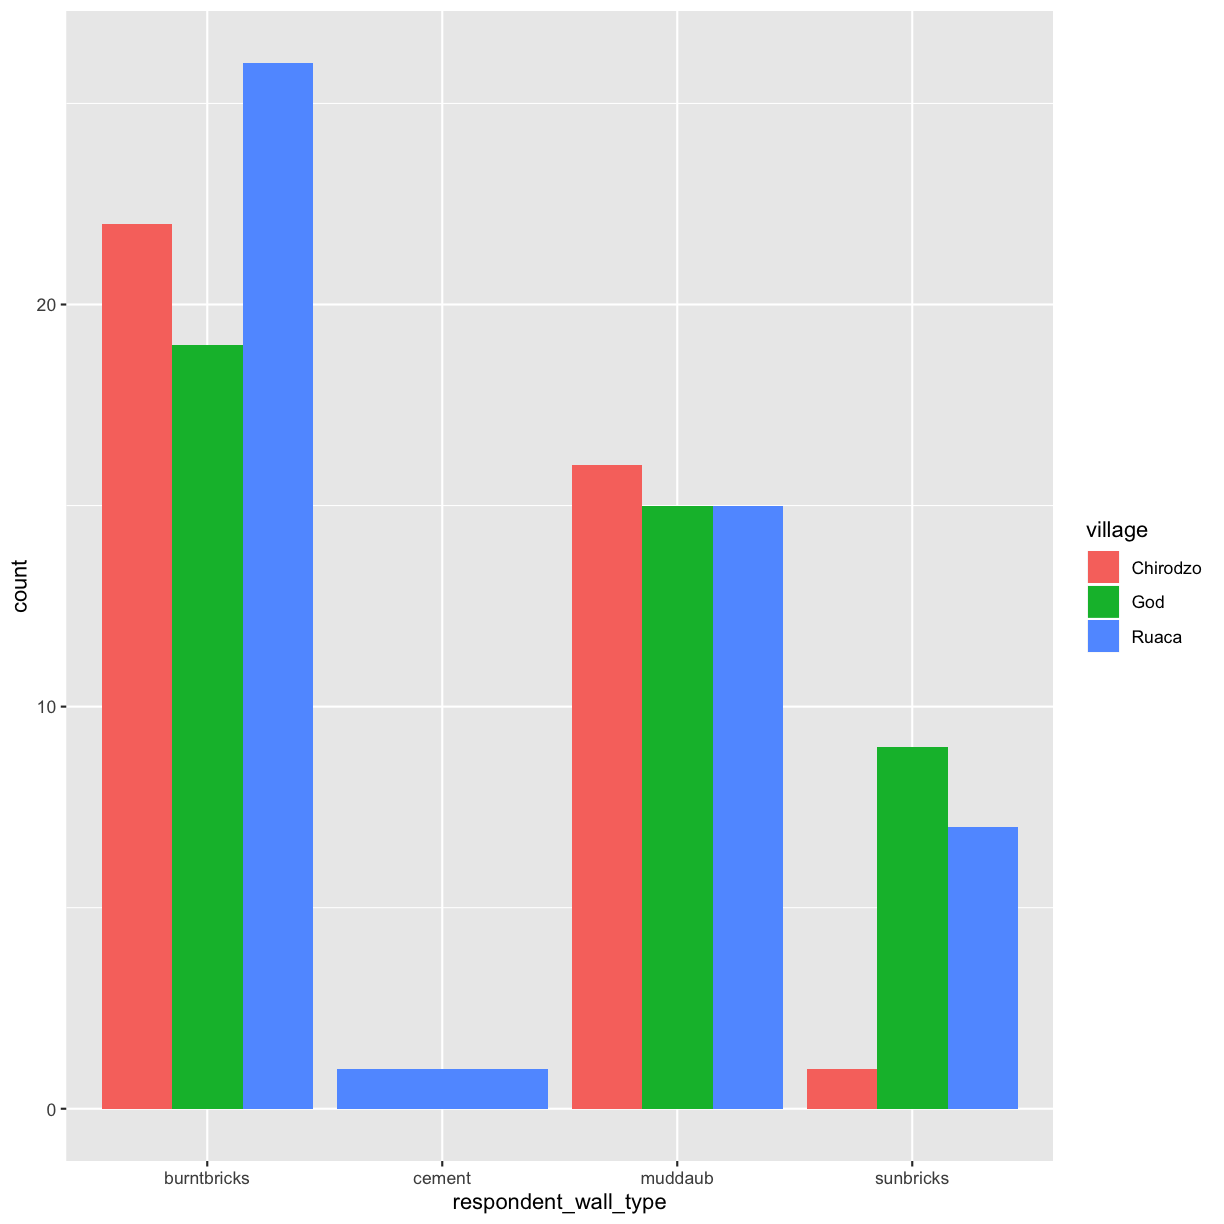 20
10
0
count
burntbricks
cement
muddaub
sunbricks
respondent_wall_type
village
Chirodzo
God
Ruaca